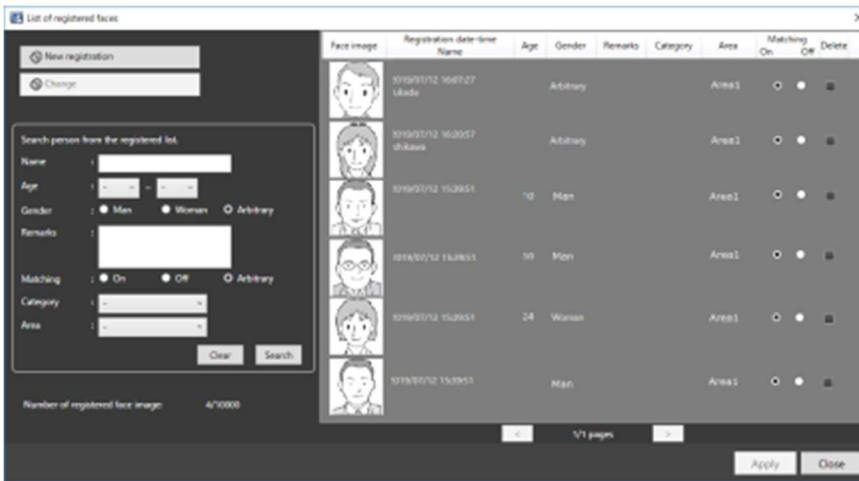 List of registered faces
New registration
Change
Search person from the registered list.
Name :
Age : - - -
Gender : Man Woman Arbitrary
Remarks :
Matching : On Off Arbitrary
Category : -
Area : -
Clear Search
Number of registered face image: 4/10000
Face image Registration date-time Name Age Gender Remarks Category Area Matching On Off Delete
Arbitrary Area1
Arbitrary Area1
Man Area1
Man Area1
24 Woman Area1
Man Area1
< 1/1 pages >
Apply Close